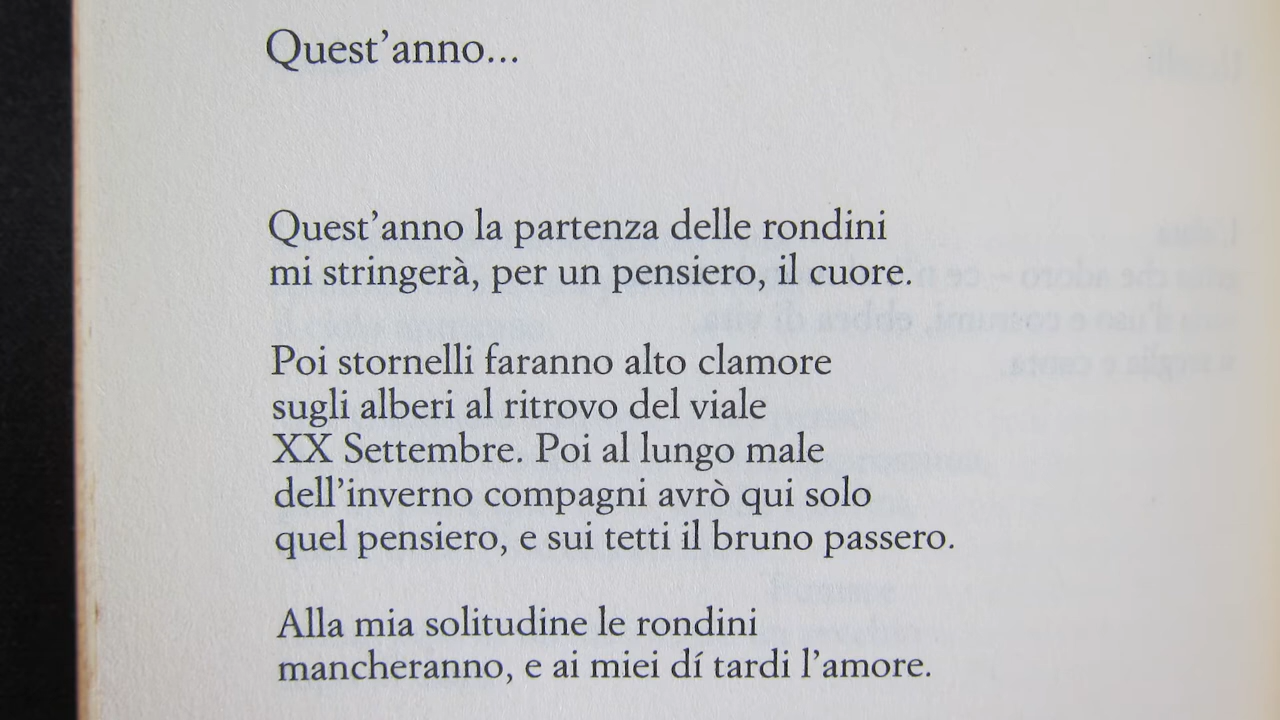 Quest'anno...
Quest'anno la partenza delle rondini
mi stringerà, per un pensiero, il cuore.
Poi stornelli faranno alto clamore
sugli alberi al ritrovo del viale
XX Settembre. Poi al lungo male
dell'inverno compagni avrò qui solo
quel pensiero, e sui tetti il bruno passero.
Alla mia solitudine le rondini
mancheranno, e ai miei dí tardi l'amore.